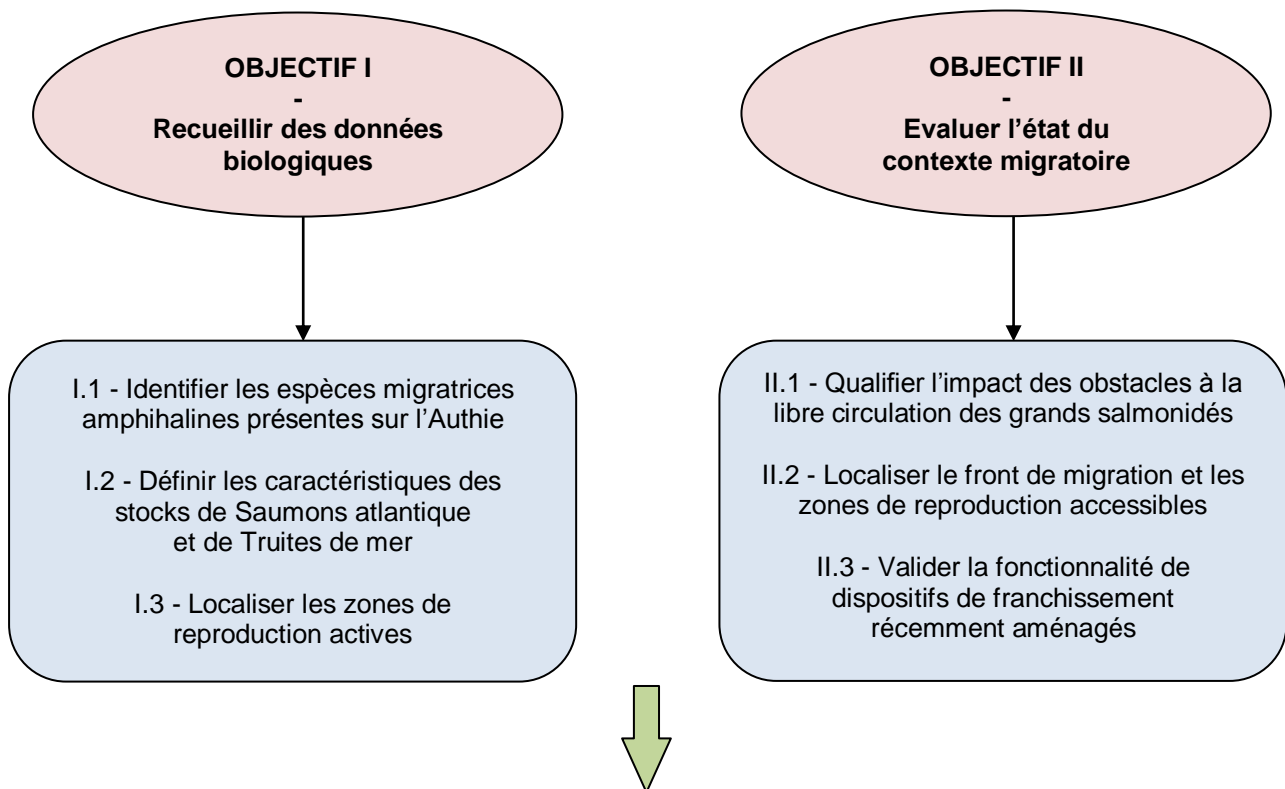 OBJECTIF I
-
Recueillir des données
biologiques
OBJECTIF II
-
Evaluer l’état du
contexte migratoire
I.1 - Identifier les espèces migratrices
amphihalines présentes sur l’Authie
I.2 - Définir les caractéristiques des
stocks de Saumons atlantique
et de Truites de mer
I.3 - Localiser les zones de
reproduction actives
II.1 - Qualifier l’impact des obstacles à la
libre circulation des grands salmonidés
II.2 - Localiser le front de migration et les
zones de reproduction accessibles
II.3 - Valider la fonctionnalité de
dispositifs de franchissement
récemment aménagés